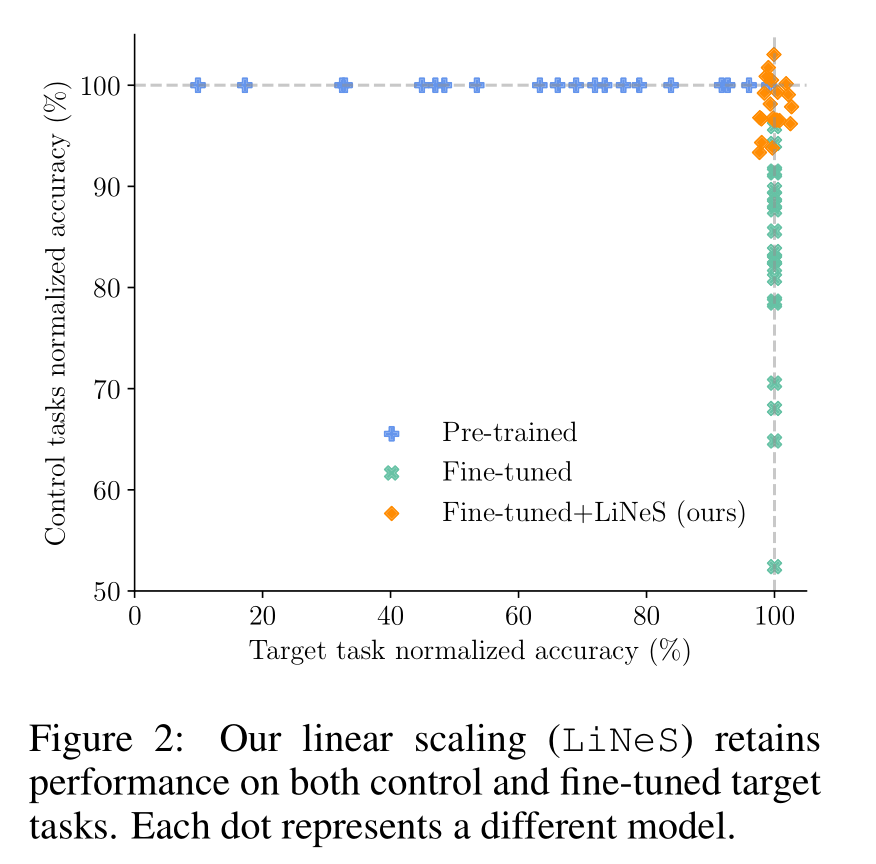 Control tasks normalized accuracy (%)
100
90
80
70
60
50
Pre-trained
Fine-tuned
Fine-tuned+LiNeS (ours)
0 20 40 60 80 100
Target task normalized accuracy (%)
Figure 2: Our linear scaling (LiNeS) retains
performance on both control and fine-tuned target
tasks. Each dot represents a different model.